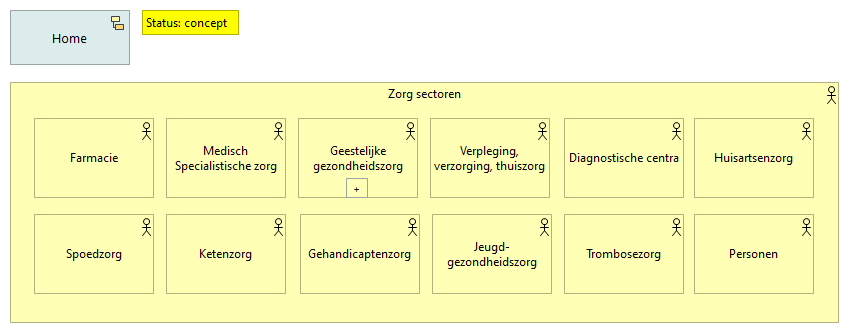 Home
Status: concept
Zorg sectoren
Farmacie
Medisch
Specialistische zorg
Geestelijke
gezondheidszorg
+
Verpleging,
verzorging, thuiszorg
Diagnostische centra
Huisartsenzorg
Spoedzorg
Ketenzorg
Gehandicaptenzorg
Jeugd-
gezondheidszorg
Trombosezorg
Personen